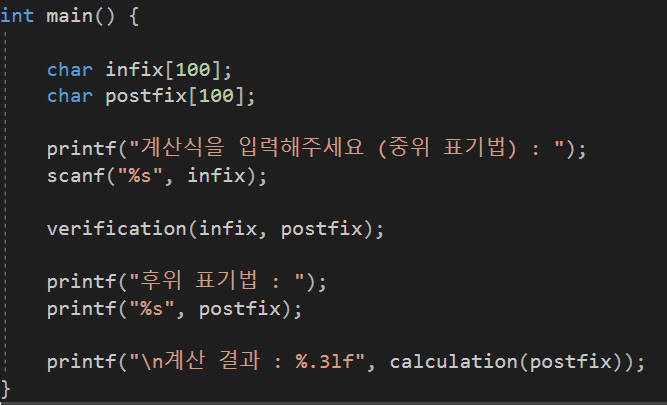 int main() {
char infix[100];
char postfix[100];
printf("계산식을 입력해주세요 (중위 표기법) : ");
scanf("%s", infix);
verification(infix, postfix);
printf("후위 표기법 : ");
printf("%s", postfix);
printf("\n계산 결과 : %.3lf", calculation(postfix));
}